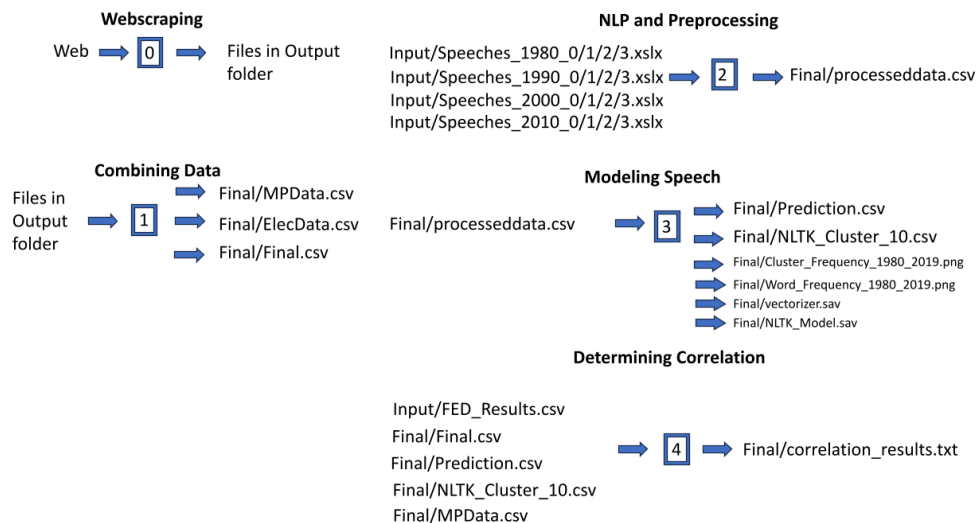 Webscraping
Web
0
Files in Output
folder
NLP and Preprocessing
Input/Speeches_1980_0/1/2/3.xslx
Input/Speeches_1990_0/1/2/3.xslx
Input/Speeches_2000_0/1/2/3.xslx
Input/Speeches_2010_0/1/2/3.xslx
2
Final/processeddata.csv
Combining Data
Files in
Output
folder
1
Final/MPData.csv
Final/ElecData.csv
Final/Final.csv
Modeling Speech
Final/processeddata.csv
3
Final/Prediction.csv
Final/NLTK_Cluster_10.csv
Final/Cluster_Frequency_1980_2019.png
Final/Word_Frequency_1980_2019.png
Final/vectorizer.sav
Final/NLTK_Model.sav
Determining Correlation
Input/FED_Results.csv
Final/Final.csv
Final/Prediction.csv
Final/NLTK_Cluster_10.csv
Final/MPData.csv
4
Final/correlation_results.txt